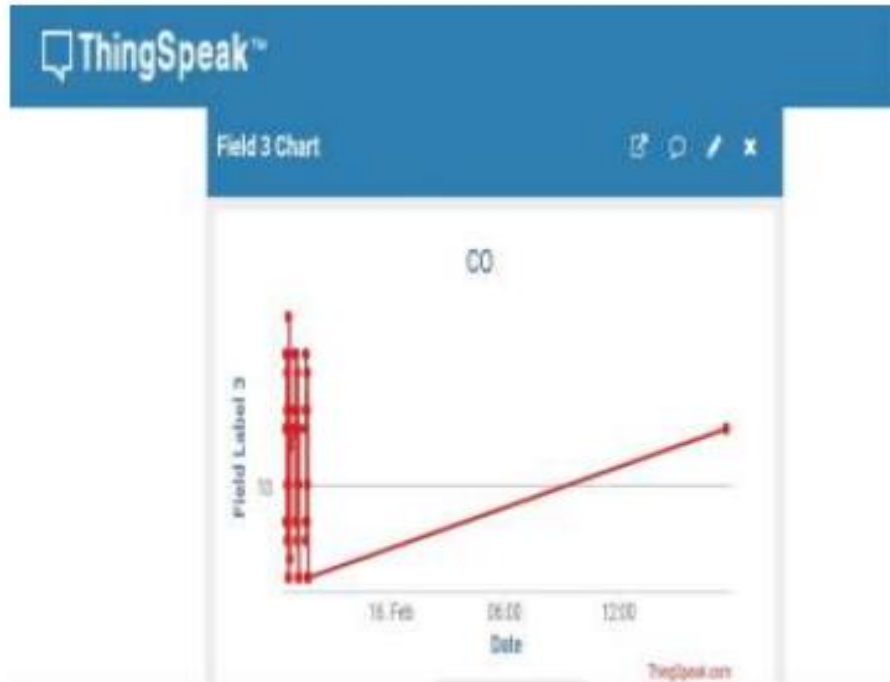 ThingSpeak™
Field 3 Chart
CO
Field Label 3
10
16. Feb
06:00
12:00
Date
ThingSpeak.com